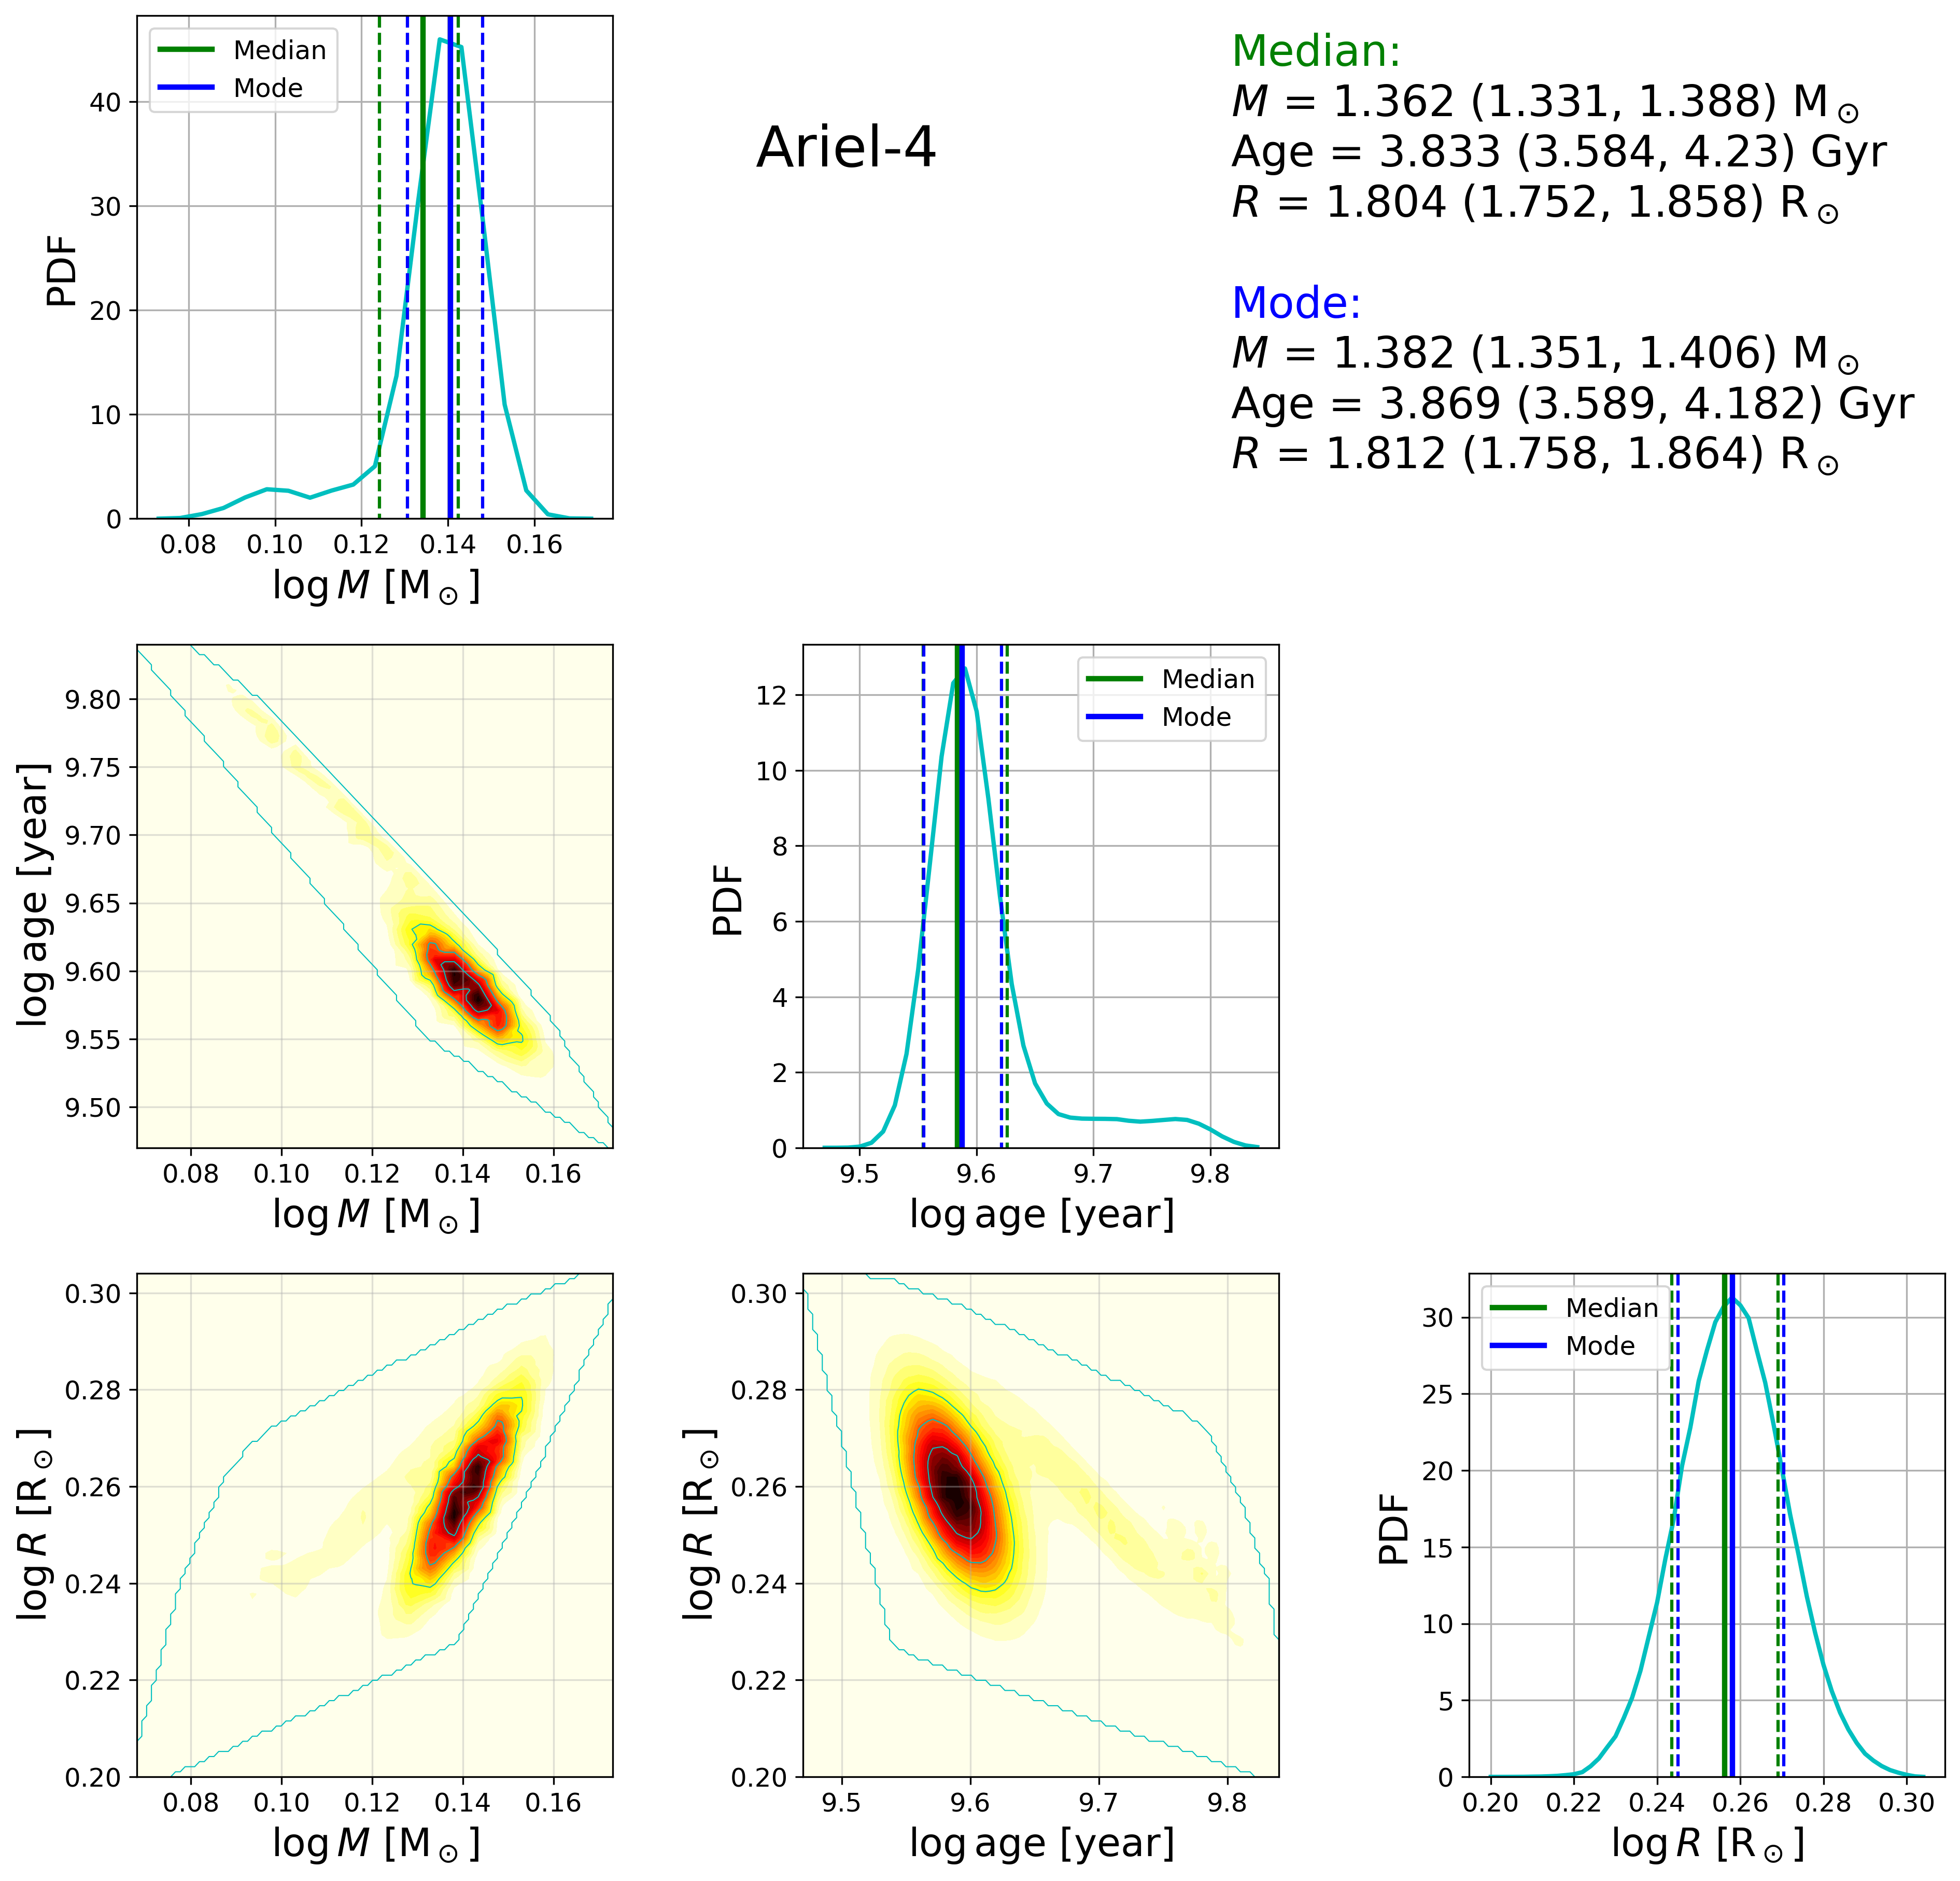 Median
Mode
PDF
40
30
20
10
0
0.08 0.10 0.12 0.14 0.16
log M [M⊙]
Ariel-4
Median:
M = 1.362 (1.331, 1.388) M⊙
Age = 3.833 (3.584, 4.23) Gyr
R = 1.804 (1.752, 1.858) R⊙
Mode:
M = 1.382 (1.351, 1.406) M⊙
Age = 3.869 (3.589, 4.182) Gyr
R = 1.812 (1.758, 1.864) R⊙
log age [year]
9.80
9.75
9.70
9.65
9.60
9.55
9.50
0.08 0.10 0.12 0.14 0.16
log M [M⊙]
Median
Mode
PDF
12
10
8
6
4
2
0
9.5 9.6 9.7 9.8
log age [year]
log R [R⊙]
0.30
0.28
0.26
0.24
0.22
0.20
0.08 0.10 0.12 0.14 0.16
log M [M⊙]
log R [R⊙]
0.30
0.28
0.26
0.24
0.22
0.20
9.5 9.6 9.7 9.8
log age [year]
Median
Mode
PDF
30
25
20
15
10
5
0
0.20 0.22 0.24 0.26 0.28 0.30
log R [R⊙]